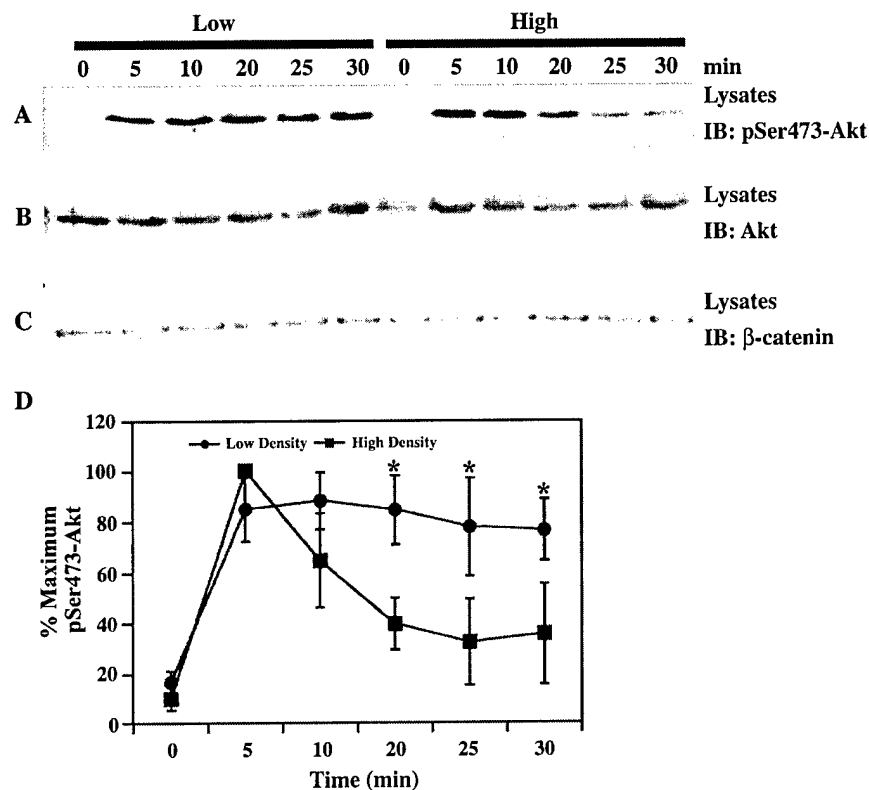 Low High
0 5 10 20 25 30 0 5 10 20 25 30 min
A
Lysates
IB: pSer473-Akt
B
Lysates
IB: Akt
C
Lysates
IB: β-catenin
D
% Maximum
pSer473-Akt
120
100
80
60
40
20
0
Low Density High Density
* * *
0 5 10 20 25 30
Time (min)